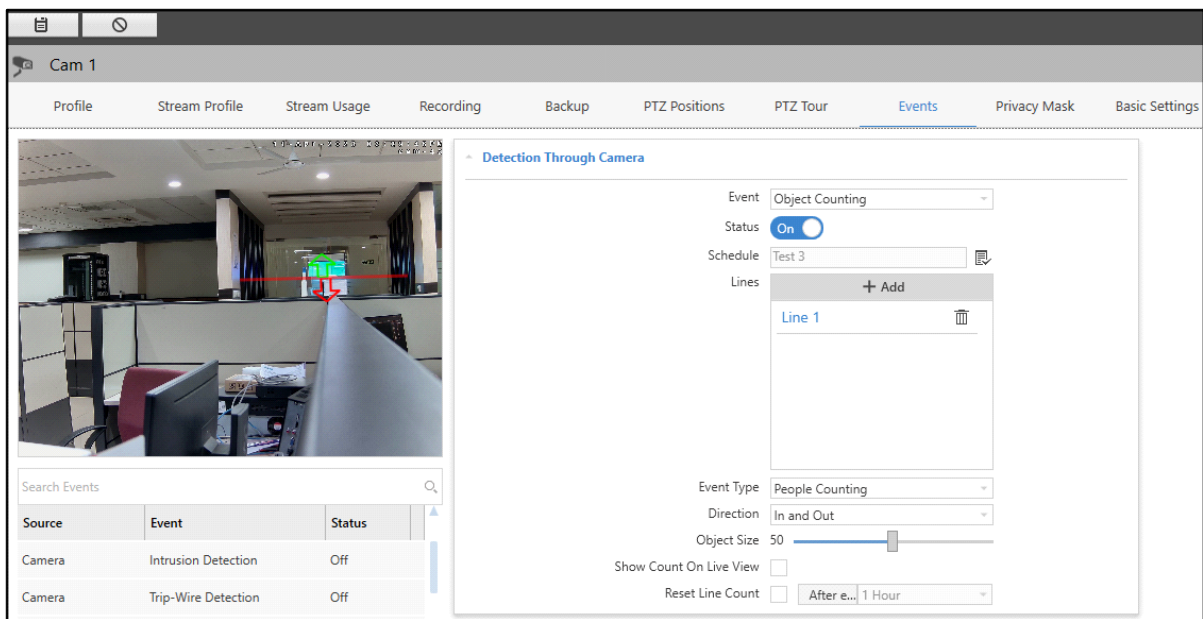 Cam 1
Profile Stream Profile Stream Usage Recording Backup PTZ Positions PTZ Tour Events Privacy Mask Basic Settings
Detection Through Camera
Event Object Counting
Status On
Schedule Test 3
Lines + Add
Line 1
Event Type People Counting
Direction In and Out
Object Size 50
Show Count On Live View
Reset Line Count After e... 1 Hour
Search Events
Source Event Status
Camera Intrusion Detection Off
Camera Trip-Wire Detection Off